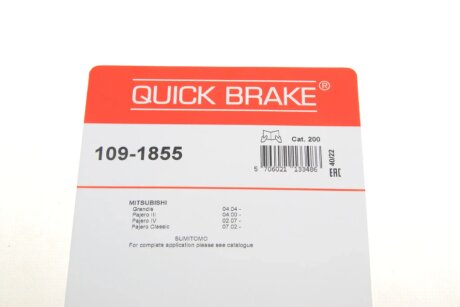 QUICK BRAKE®
109-1855
Cat. 200
5 706021 133486
40/22
EAC
MITSUBISHI
Grandis 04.04 -
Pajero III 04.00 -
Pajero IV 02.07 -
Pajero Classic 07.02 -
SUMITOMO
For complete application please see catalogue